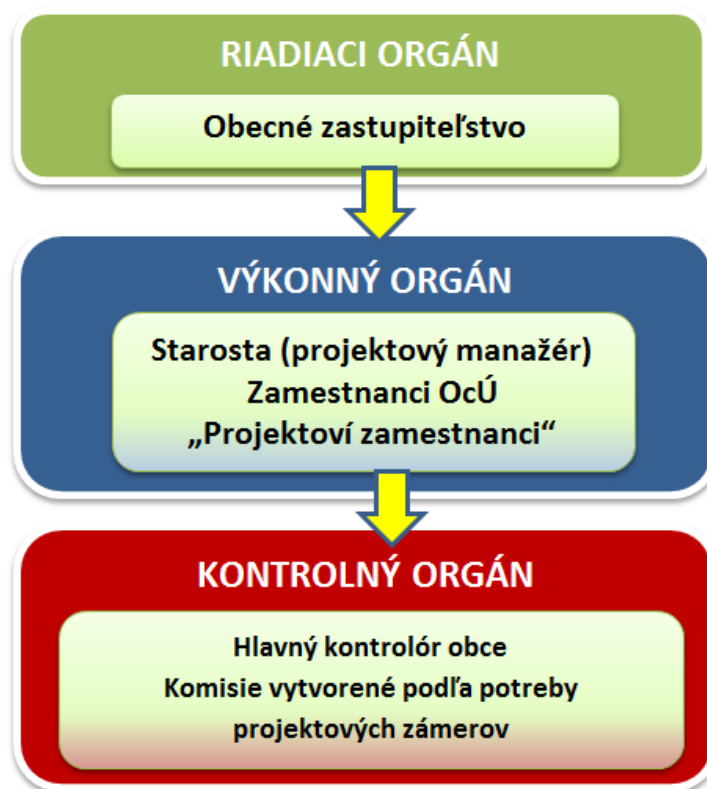 RIADIACI ORGÁN
Obecné zastupiteľstvo
VÝKONNÝ ORGÁN
Starosta (projektový manažér)
Zamestnanci OcÚ
„Projektoví zamestnanci“
KONTROLNÝ ORGÁN
Hlavný kontrolór obce
Komisie vytvorené podľa potreby
projektových zámerov